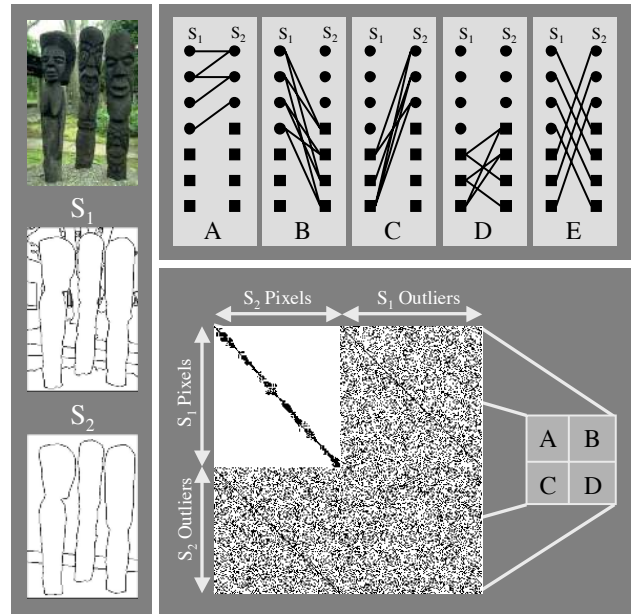 S₁
S₂
S₁ S₂
A
S₁ S₂
B
S₁ S₂
C
S₁ S₂
D
S₁ S₂
E
S₂ Pixels
S₁ Outliers
S₁ Pixels
S₂ Outliers
A B
C D